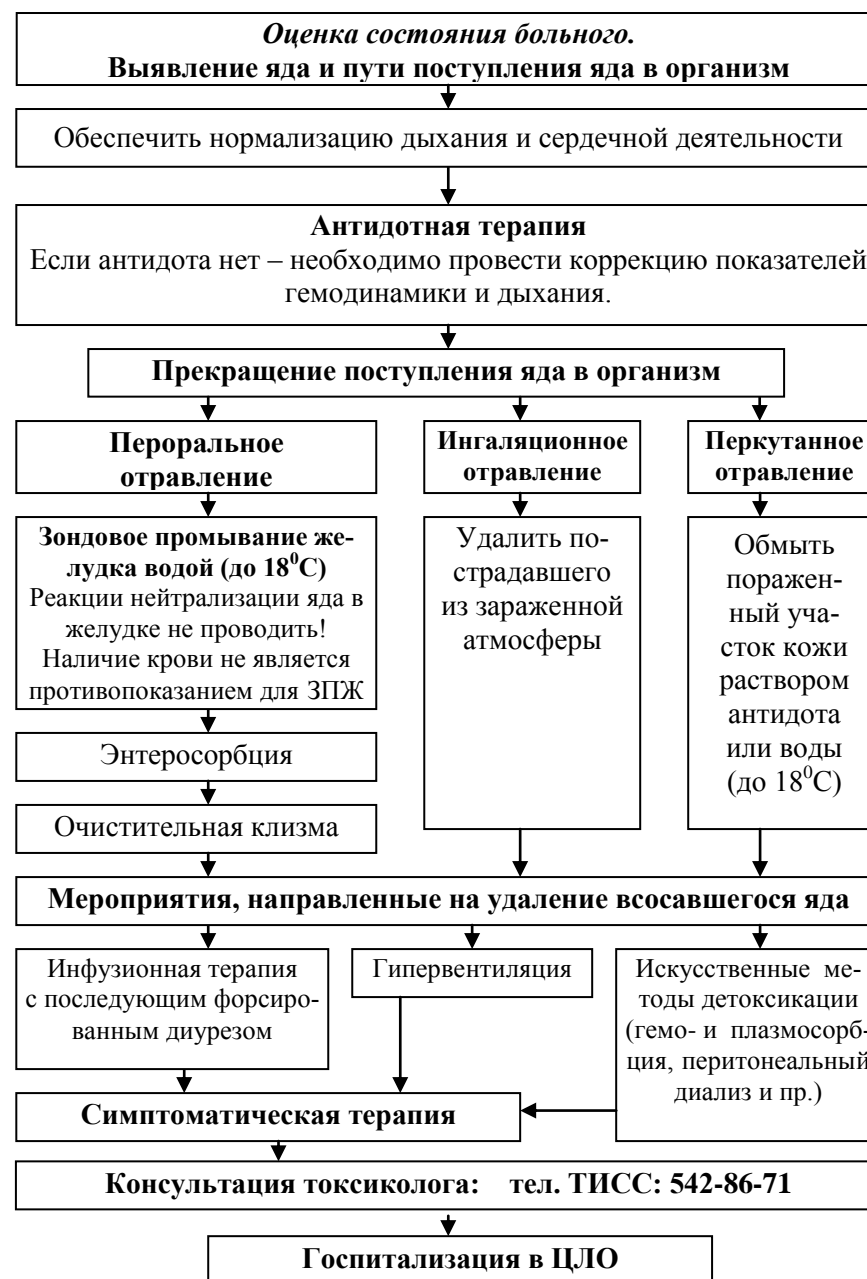 Оценка состояния больного.
Выявление яда и пути поступления яда в организм
Обеспечить нормализацию дыхания и сердечной деятельности
Антидотная терапия
Если антидота нет – необходимо провести коррекцию показателей
гемодинамики и дыхания.
Прекращение поступления яда в организм
Пероральное
отравление
Зондовое промывание же-
лудка водой (до 18⁰С)
Реакции нейтрализации яда в
желудке не проводить!
Наличие крови не является
противопоказанием для ЗПЖ
Энтеросорбция
Очистительная клизма
Ингаляционное
отравление
Удалить по-
страдавшего
из зараженной
атмосферы
Перкутанное
отравление
Обмыть
поражен-
ный уча-
сток кожи
раствором
антидота
или воды
(до 18⁰С)
Мероприятия, направленные на удаление всосавшегося яда
Инфузионная терапия
с последующим форсиро-
ванным диурезом
Гипервентиляция
Искусственные ме-
тоды детоксикации
(гемо- и плазмосорб-
ция, перитонеальный
диализ и пр.)
Симптоматическая терапия
Консультация токсиколога: тел. ТИСС: 542-86-71
Госпитализация в ЦЛО